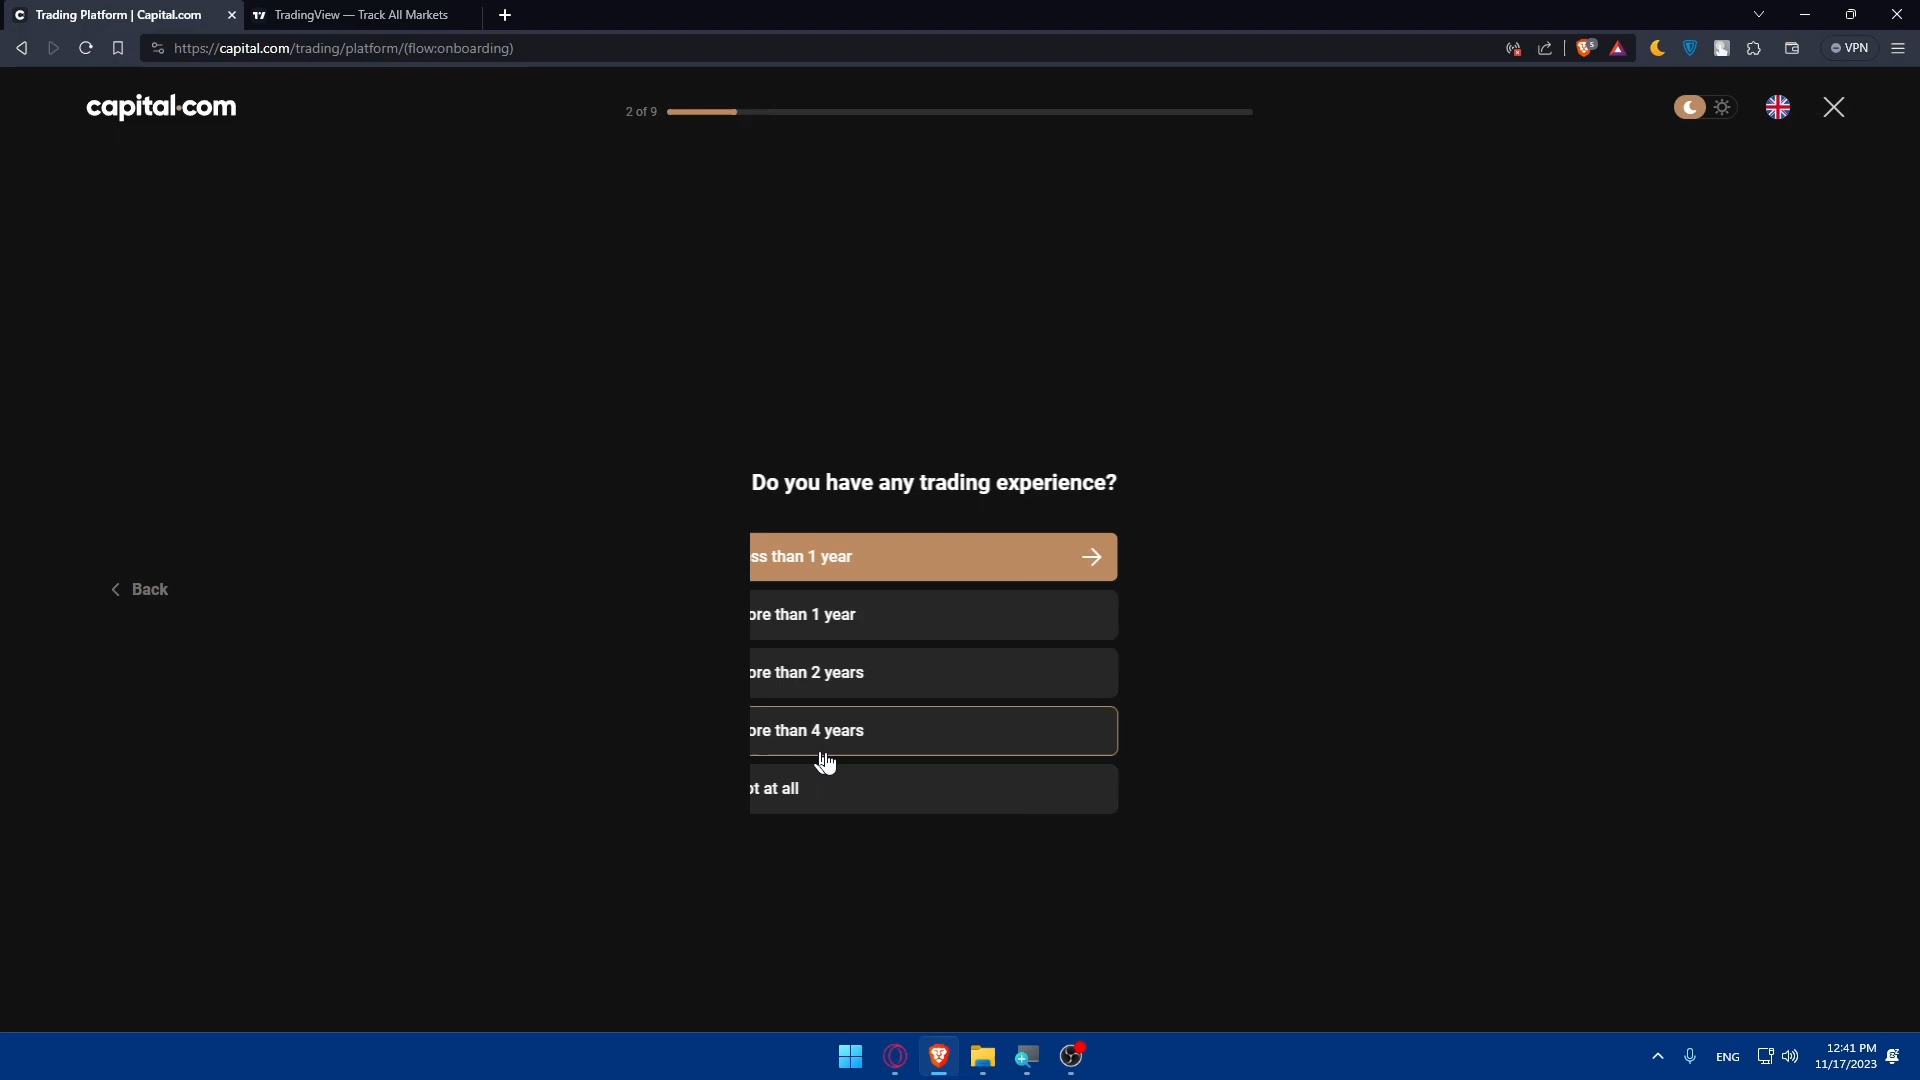 Trading Platform | Capital.com
TradingView — Track All Markets
https://capital.com/trading/platform/(flow:onboarding)
5
VPN
capital.com
2 of 9
Do you have any trading experience?
ss than 1 year
ore than 1 year
ore than 2 years
ore than 4 years
ot at all
Back
ENG
12:41 PM
11/17/2023